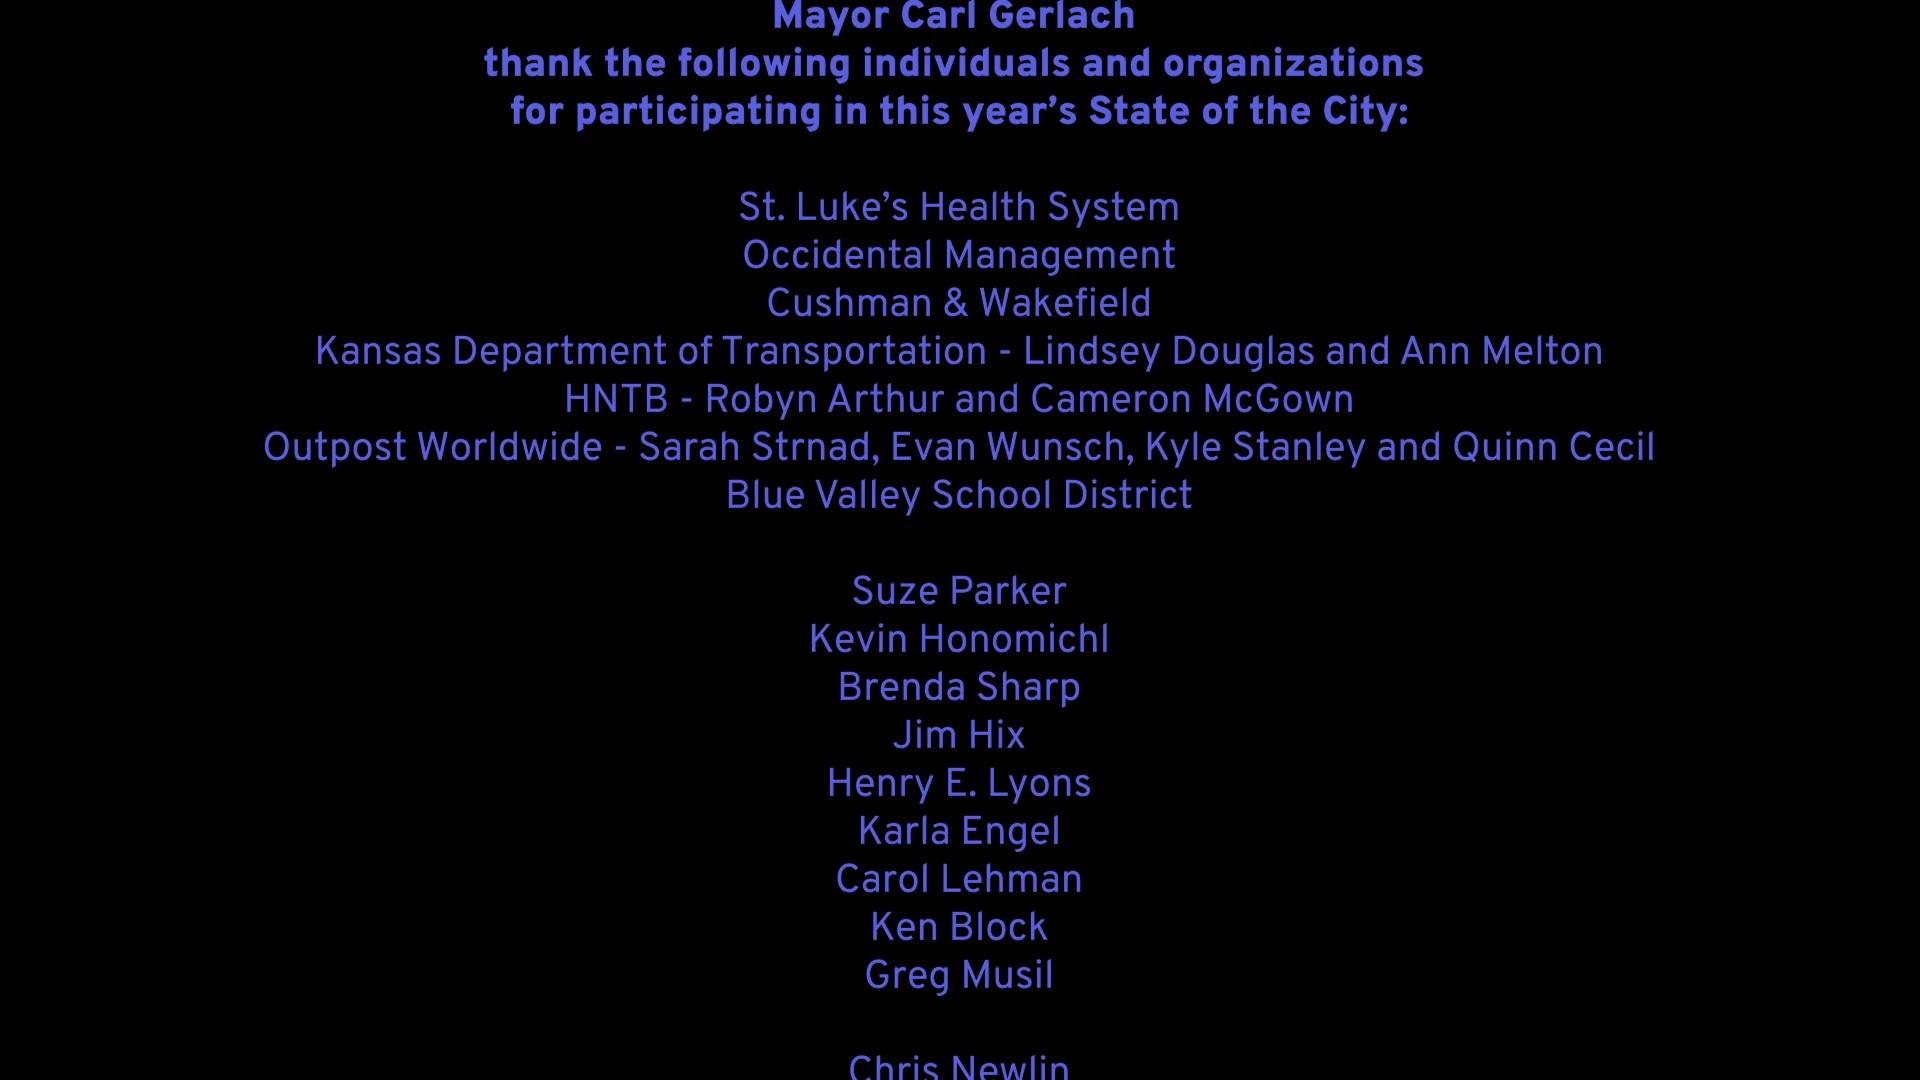 Mayor Carl Gerlach
thank the following individuals and organizations
for participating in this year’s State of the City:
St. Luke’s Health System
Occidental Management
Cushman & Wakefield
Kansas Department of Transportation - Lindsey Douglas and Ann Melton
HNTB - Robyn Arthur and Cameron McGown
Outpost Worldwide - Sarah Strnad, Evan Wunsch, Kyle Stanley and Quinn Cecil
Blue Valley School District
Suze Parker
Kevin Honomichl
Brenda Sharp
Jim Hix
Henry E. Lyons
Karla Engel
Carol Lehman
Ken Block
Greg Musil
Chris Newlin